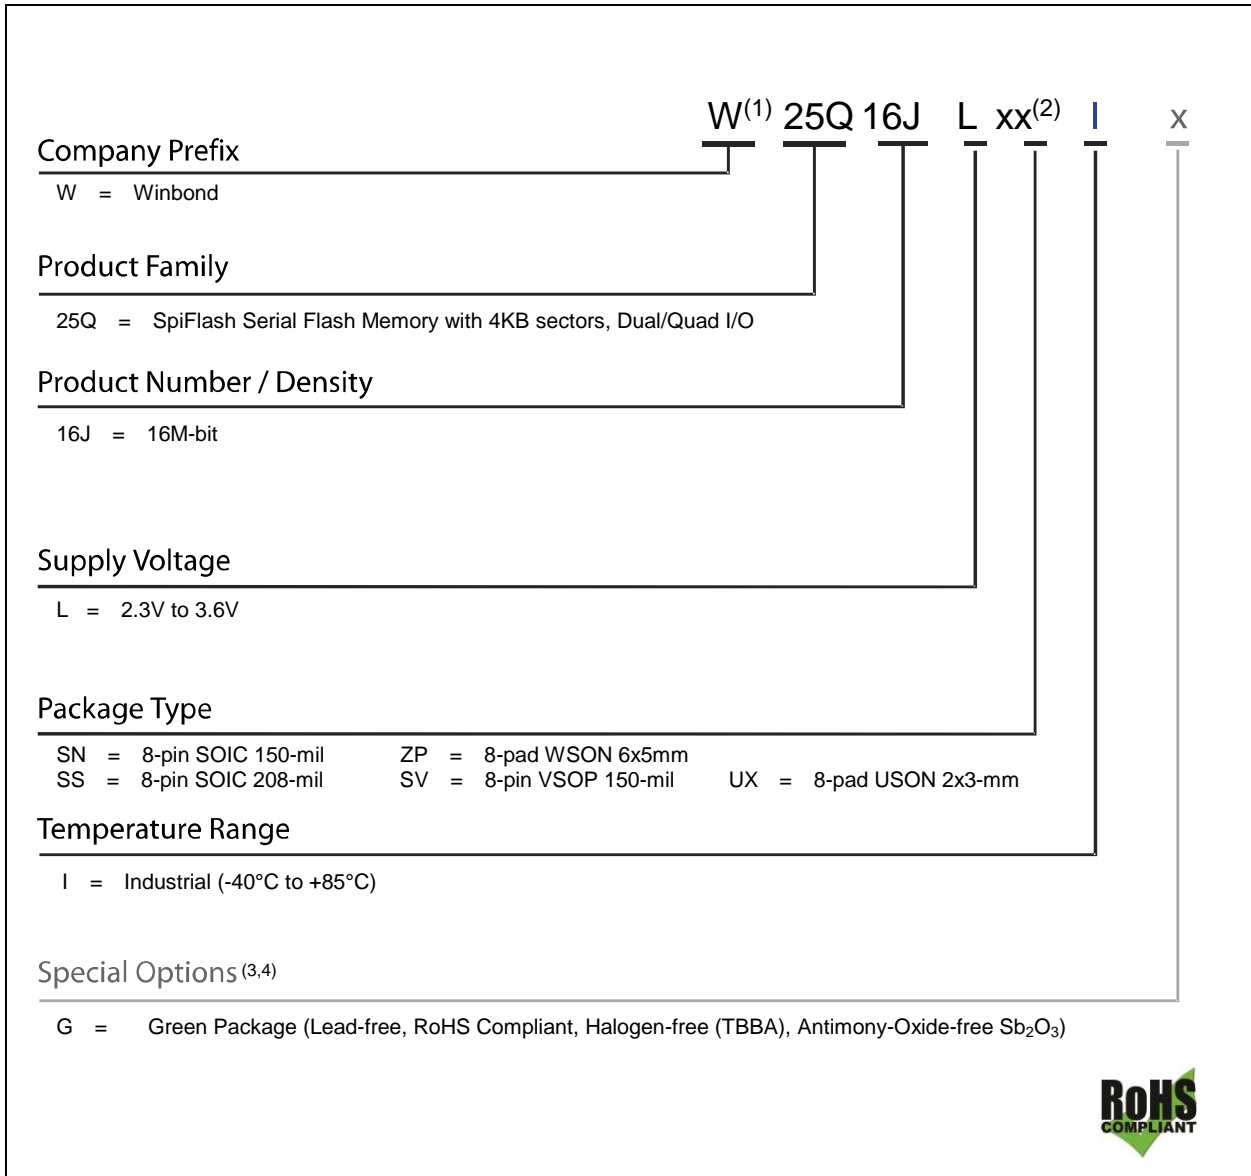 W(1) 25Q 16J L xx(2) I x
Company Prefix
W = Winbond
Product Family
25Q = SpiFlash Serial Flash Memory with 4KB sectors, Dual/Quad I/O
Product Number / Density
16J = 16M-bit
Supply Voltage
L = 2.3V to 3.6V
Package Type
SN = 8-pin SOIC 150-mil ZP = 8-pad WSON 6x5mm
SS = 8-pin SOIC 208-mil SV = 8-pin VSOP 150-mil UX = 8-pad USON 2x3-mm
Temperature Range
I = Industrial (-40°C to +85°C)
Special Options (3,4)
G = Green Package (Lead-free, RoHS Compliant, Halogen-free (TBBA), Antimony-Oxide-free Sb2O3)
RoHS
COMPLIANT